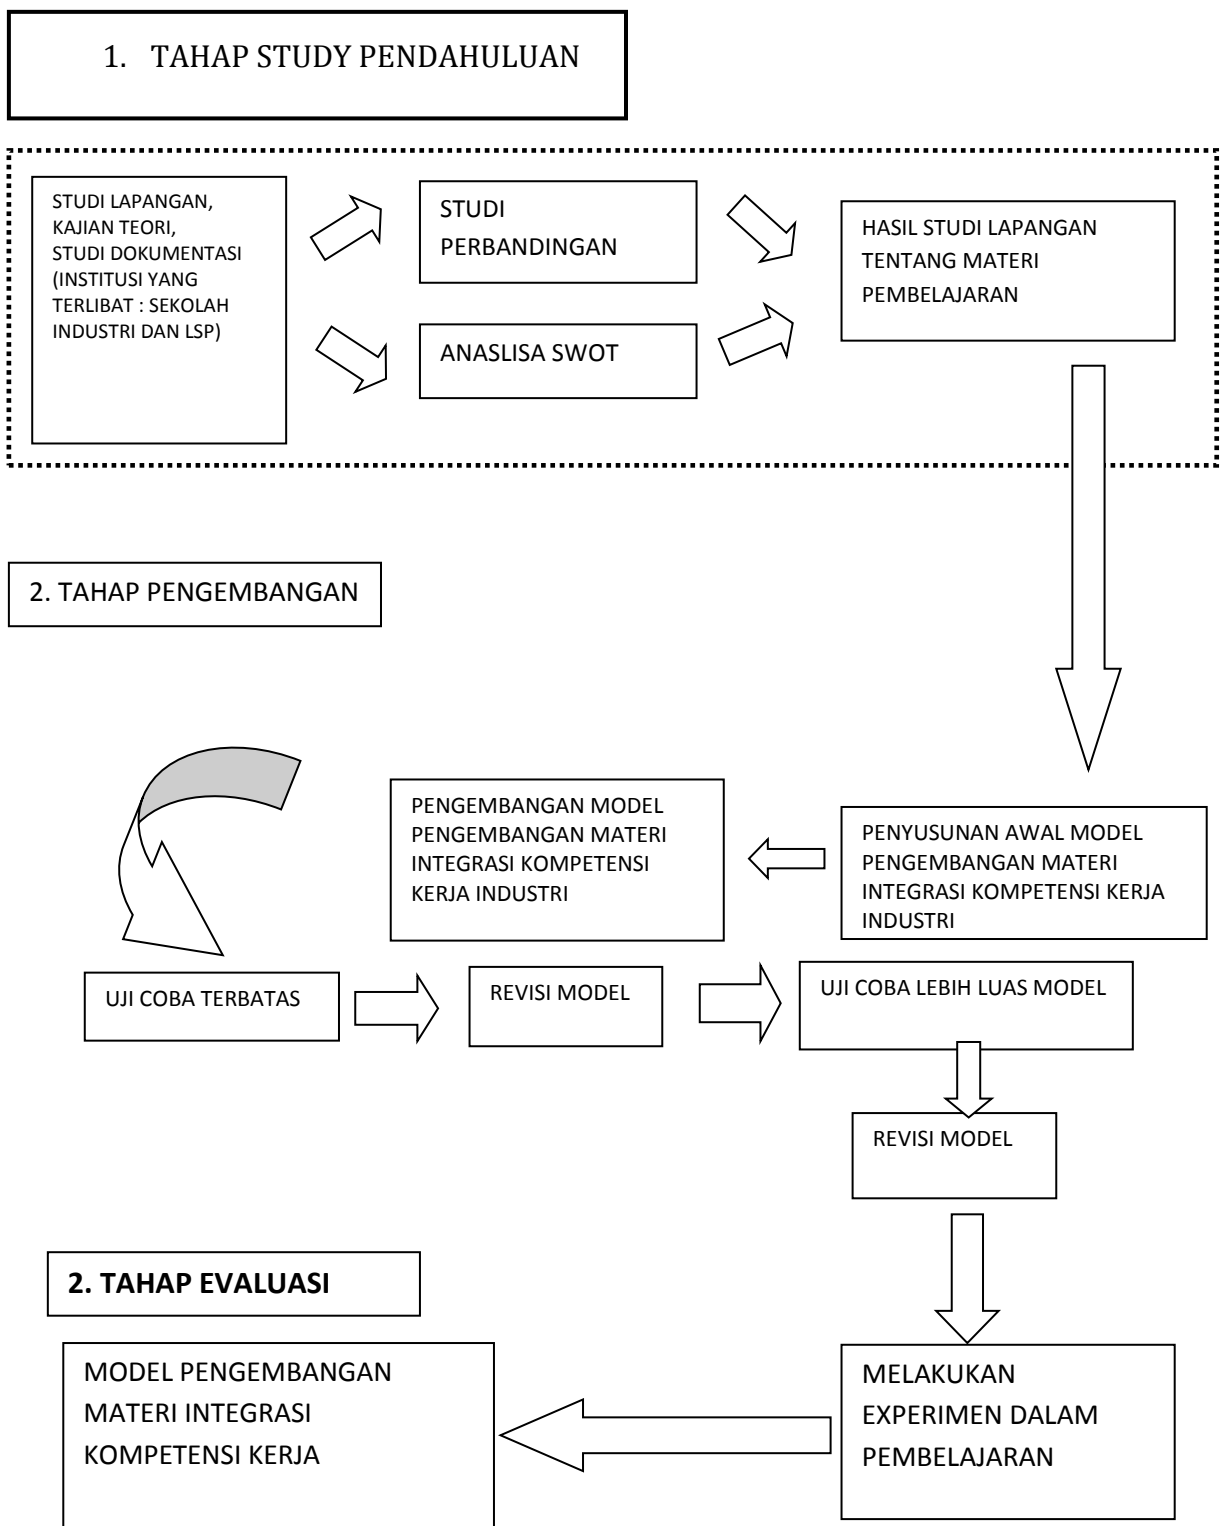 1. TAHAP STUDY PENDAHULUAN
STUDI LAPANGAN,
KAJIAN TEORI,
STUDI DOKUMENTASI
(INSTITUSI YANG
TERLIBAT : SEKOLAH
INDUSTRI DAN LSP)
STUDI
PERBANDINGAN
ANASLISA SWOT
HASIL STUDI LAPANGAN
TENTANG MATERI
PEMBELAJARAN
2. TAHAP PENGEMBANGAN
PENYUSUNAN AWAL MODEL
PENGEMBANGAN MATERI
INTEGRASI KOMPETENSI KERJA
INDUSTRI
PENGEMBANGAN MODEL
PENGEMBANGAN MATERI
INTEGRASI KOMPETENSI
KERJA INDUSTRI
UJI COBA TERBATAS
REVISI MODEL
UJI COBA LEBIH LUAS MODEL
REVISI MODEL
2. TAHAP EVALUASI
MELAKUKAN
EXPERIMEN DALAM
PEMBELAJARAN
MODEL PENGEMBANGAN
MATERI INTEGRASI
KOMPETENSI KERJA